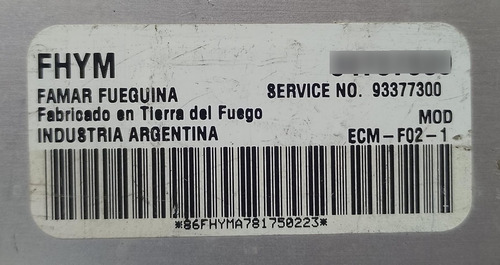 FHYM
SERVICE NO. 93377300
FAMAR FUEGUINA
Fabricado en Tierra del Fuego
MOD
INDUSTRIA ARGENTINA
ECM-F02-1
*86FHYMA781750223*